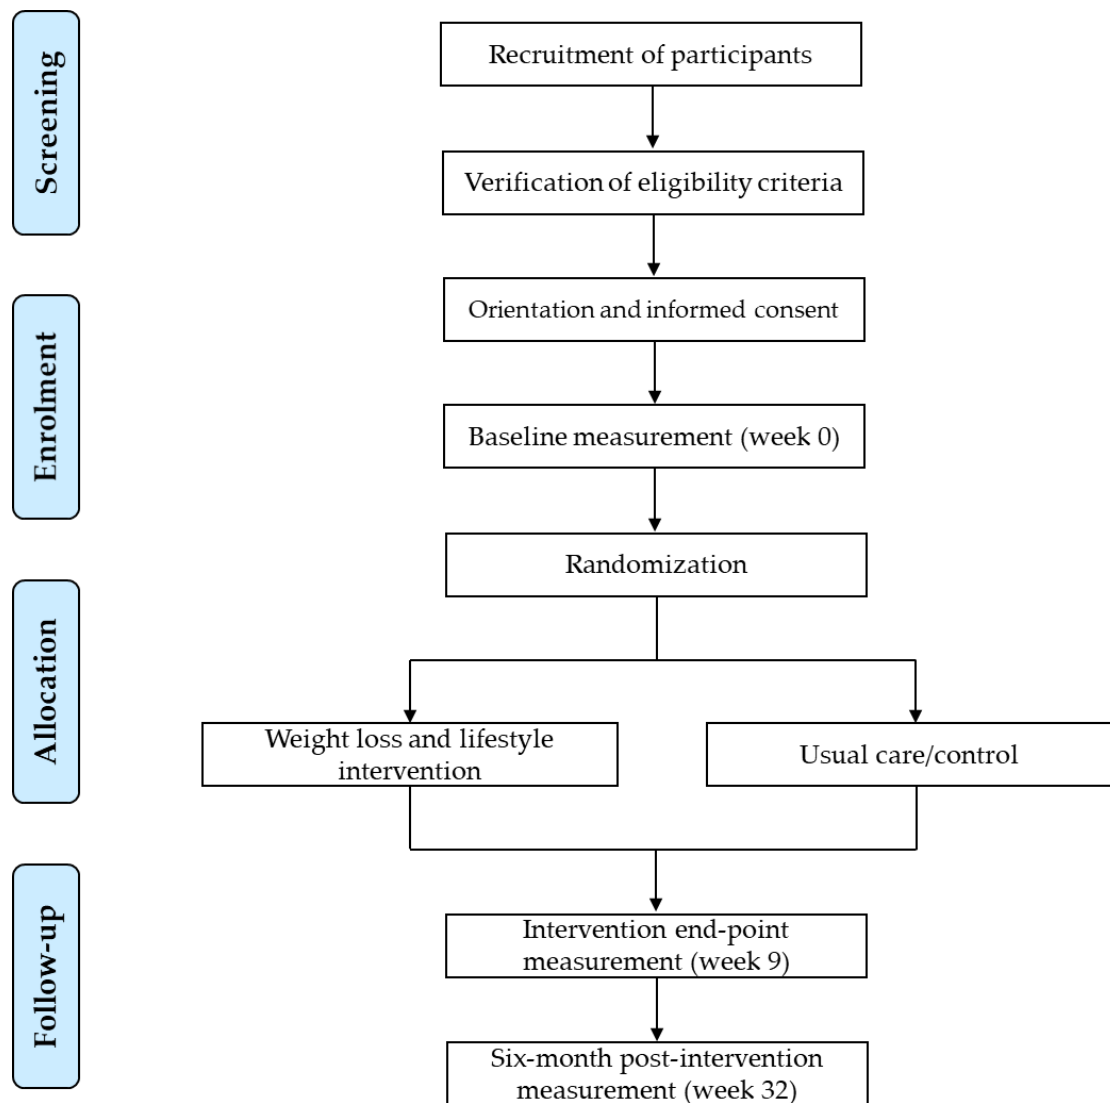 Screening
Recruitment of participants
Verification of eligibility criteria
Enrolment
Orientation and informed consent
Baseline measurement (week 0)
Randomization
Allocation
Weight loss and lifestyle
intervention
Usual care/control
Follow-up
Intervention end-point
measurement (week 9)
Six-month post-intervention
measurement (week 32)